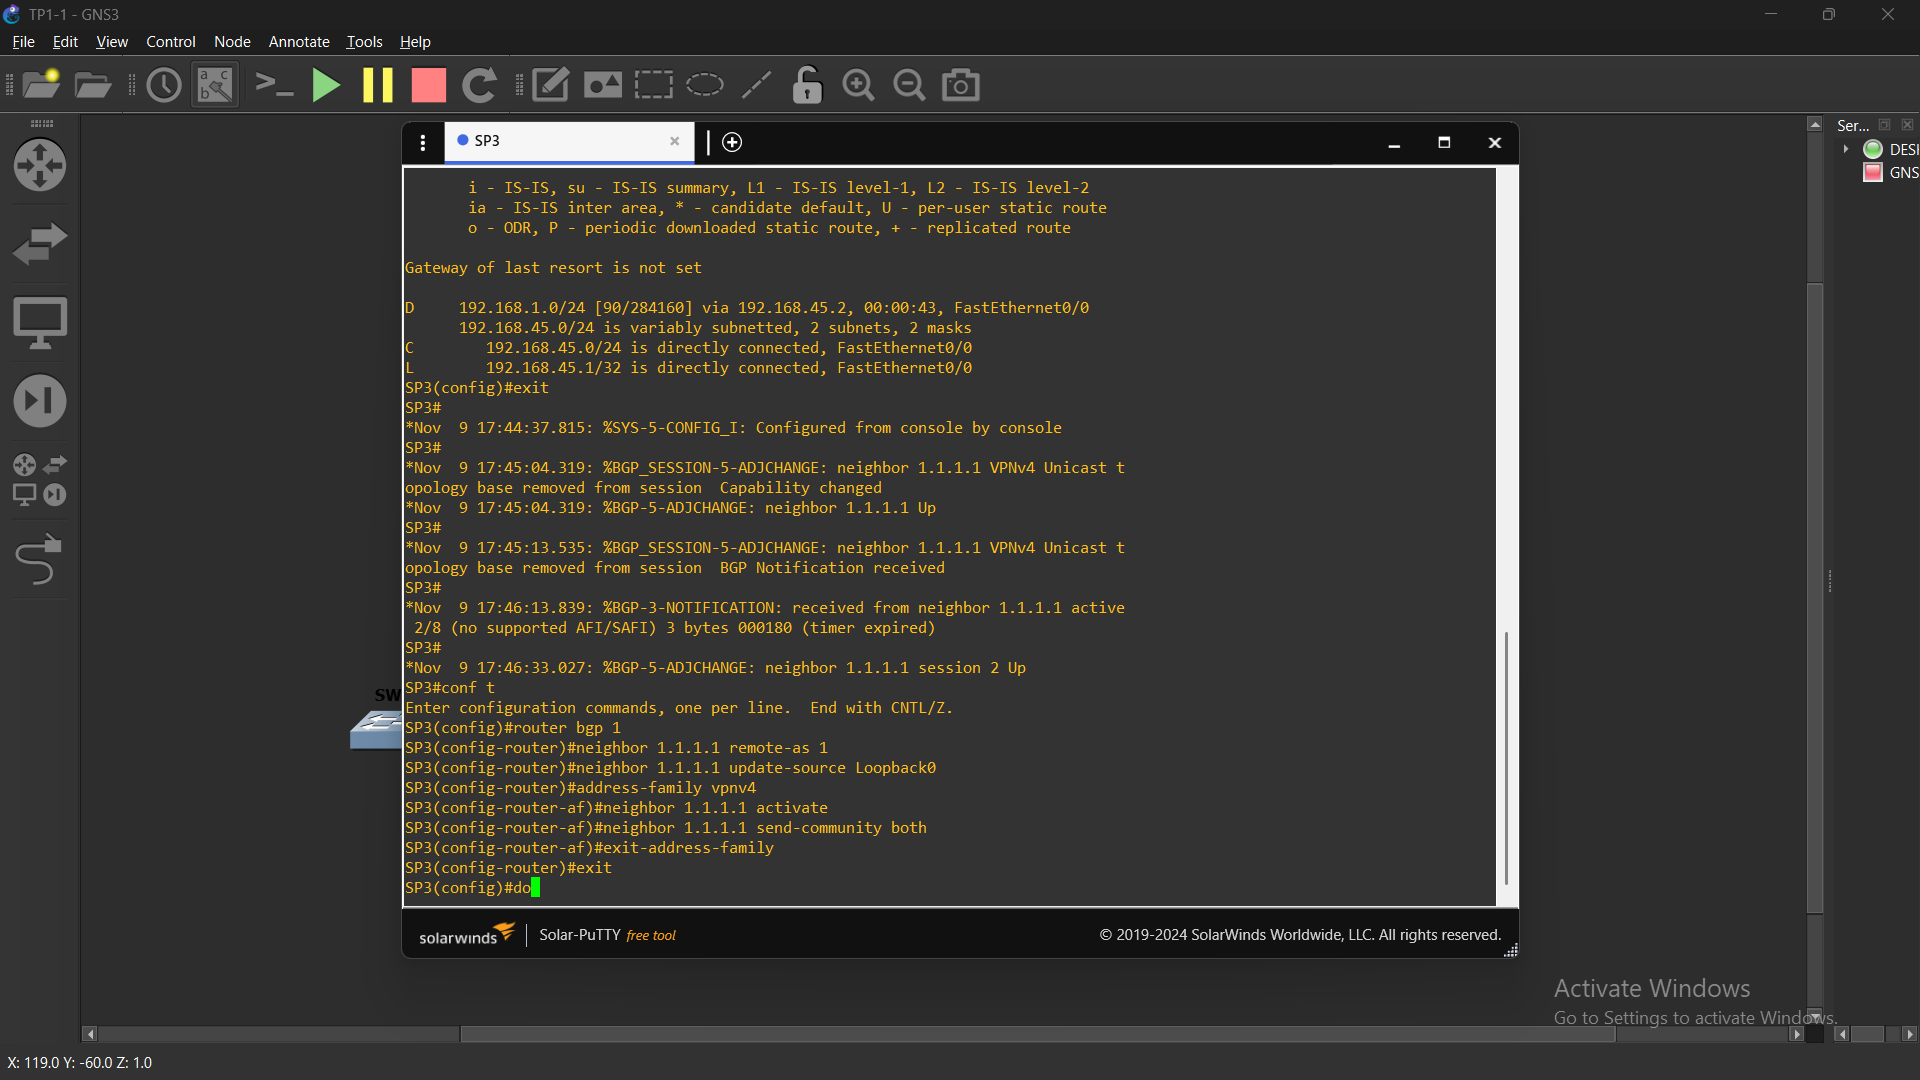 TP1-1 - GNS3
File Edit View Control Node Annotate Tools Help
SP3
Ser...
DESI
GNS
SW
i - IS-IS, su - IS-IS summary, L1 - IS-IS level-1, L2 - IS-IS level-2
ia - IS-IS inter area, * - candidate default, U - per-user static route
o - ODR, P - periodic downloaded static route, + - replicated route
Gateway of last resort is not set
D 192.168.1.0/24 [90/284160] via 192.168.45.2, 00:00:43, FastEthernet0/0
192.168.45.0/24 is variably subnetted, 2 subnets, 2 masks
C 192.168.45.0/24 is directly connected, FastEthernet0/0
L 192.168.45.1/32 is directly connected, FastEthernet0/0
SP3(config)#exit
SP3#
*Nov  9 17:44:37.815: %SYS-5-CONFIG_I: Configured from console by console
SP3#
*Nov  9 17:45:04.319: %BGP_SESSION-5-ADJCHANGE: neighbor 1.1.1.1 VPNv4 Unicast t
opology base removed from session  Capability changed
*Nov  9 17:45:04.319: %BGP-5-ADJCHANGE: neighbor 1.1.1.1 Up
SP3#
*Nov  9 17:45:13.535: %BGP_SESSION-5-ADJCHANGE: neighbor 1.1.1.1 VPNv4 Unicast t
opology base removed from session  BGP Notification received
SP3#
*Nov  9 17:46:13.839: %BGP-3-NOTIFICATION: received from neighbor 1.1.1.1 active
2/8 (no supported AFI/SAFI) 3 bytes 000180 (timer expired)
SP3#
*Nov  9 17:46:33.027: %BGP-5-ADJCHANGE: neighbor 1.1.1.1 session 2 Up
SP3#conf t
Enter configuration commands, one per line.  End with CNTL/Z.
SP3(config)#router bgp 1
SP3(config-router)#neighbor 1.1.1.1 remote-as 1
SP3(config-router)#neighbor 1.1.1.1 update-source Loopback0
SP3(config-router)#address-family vpnv4
SP3(config-router-af)#neighbor 1.1.1.1 activate
SP3(config-router-af)#neighbor 1.1.1.1 send-community both
SP3(config-router-af)#exit-address-family
SP3(config-router)#exit
SP3(config)#do
solarwinds Solar-PuTTY free tool © 2019-2024 SolarWinds Worldwide, LLC. All rights reserved.
Activate Windows
Go to Settings to activate Windows.
X: 119.0 Y: -60.0 Z: 1.0